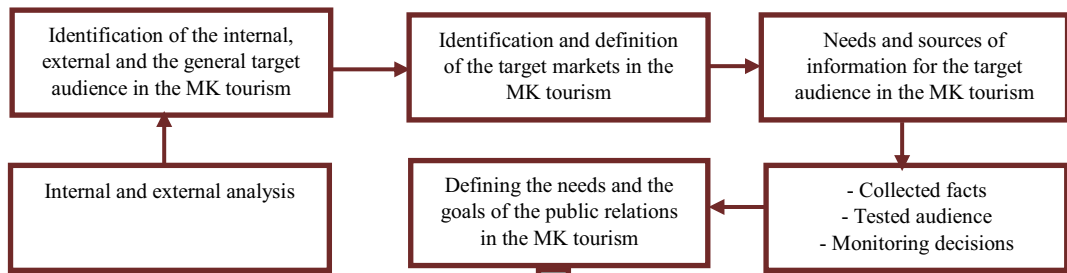 Identification of the internal,
external and the general target
audience in the MK tourism
Identification and definition
of the target markets in the
MK tourism
Needs and sources of
information for the target
audience in the MK tourism
Internal and external analysis
Defining the needs and the
goals of the public relations
in the MK tourism
- Collected facts
- Tested audience
- Monitoring decisions